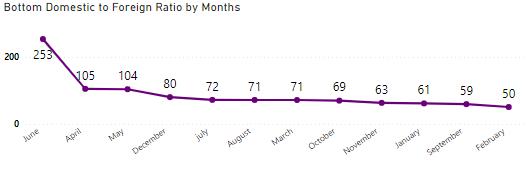 Bottom Domestic to Foreign Ratio by Months
200
0
253
105
104
80
72
71
71
69
63
61
59
50
June
April
May
December
july
August
March
October
November
January
September
February